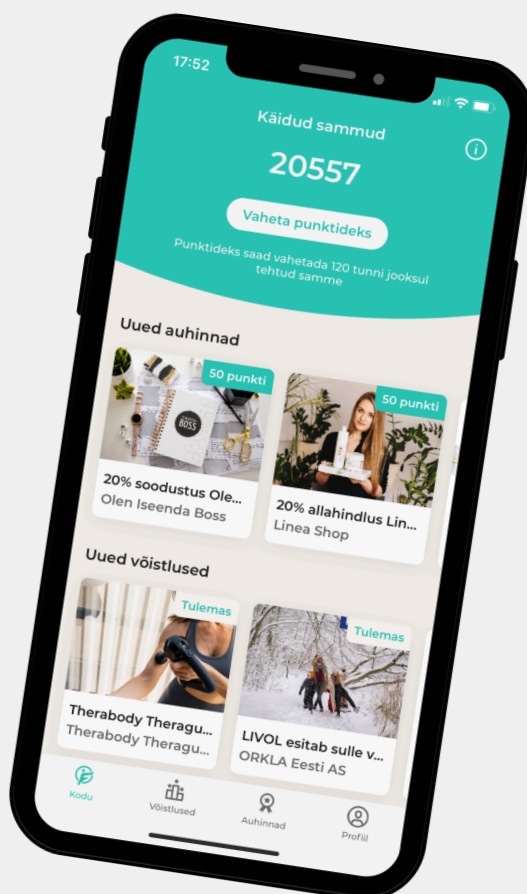 17:52
Käidud sammud
20557
Vaheta punktideks
Punktideks saad vahetada 120 tunni jooksul
tehtud samme
Uued auhinnad
50 punkti
50 punkti
BOSS
20% soodustus Ole...
Olen Iseenda Boss
20% allahindlus Lin...
Linea Shop
Uued võistlused
Tulemas
Tulemas
Therabody Theragu...
Therabody Theragu...
LIVOL esitab sulle v...
ORKLA Eesti AS
Kodu
Võistlused
Auhinnad
Profiil